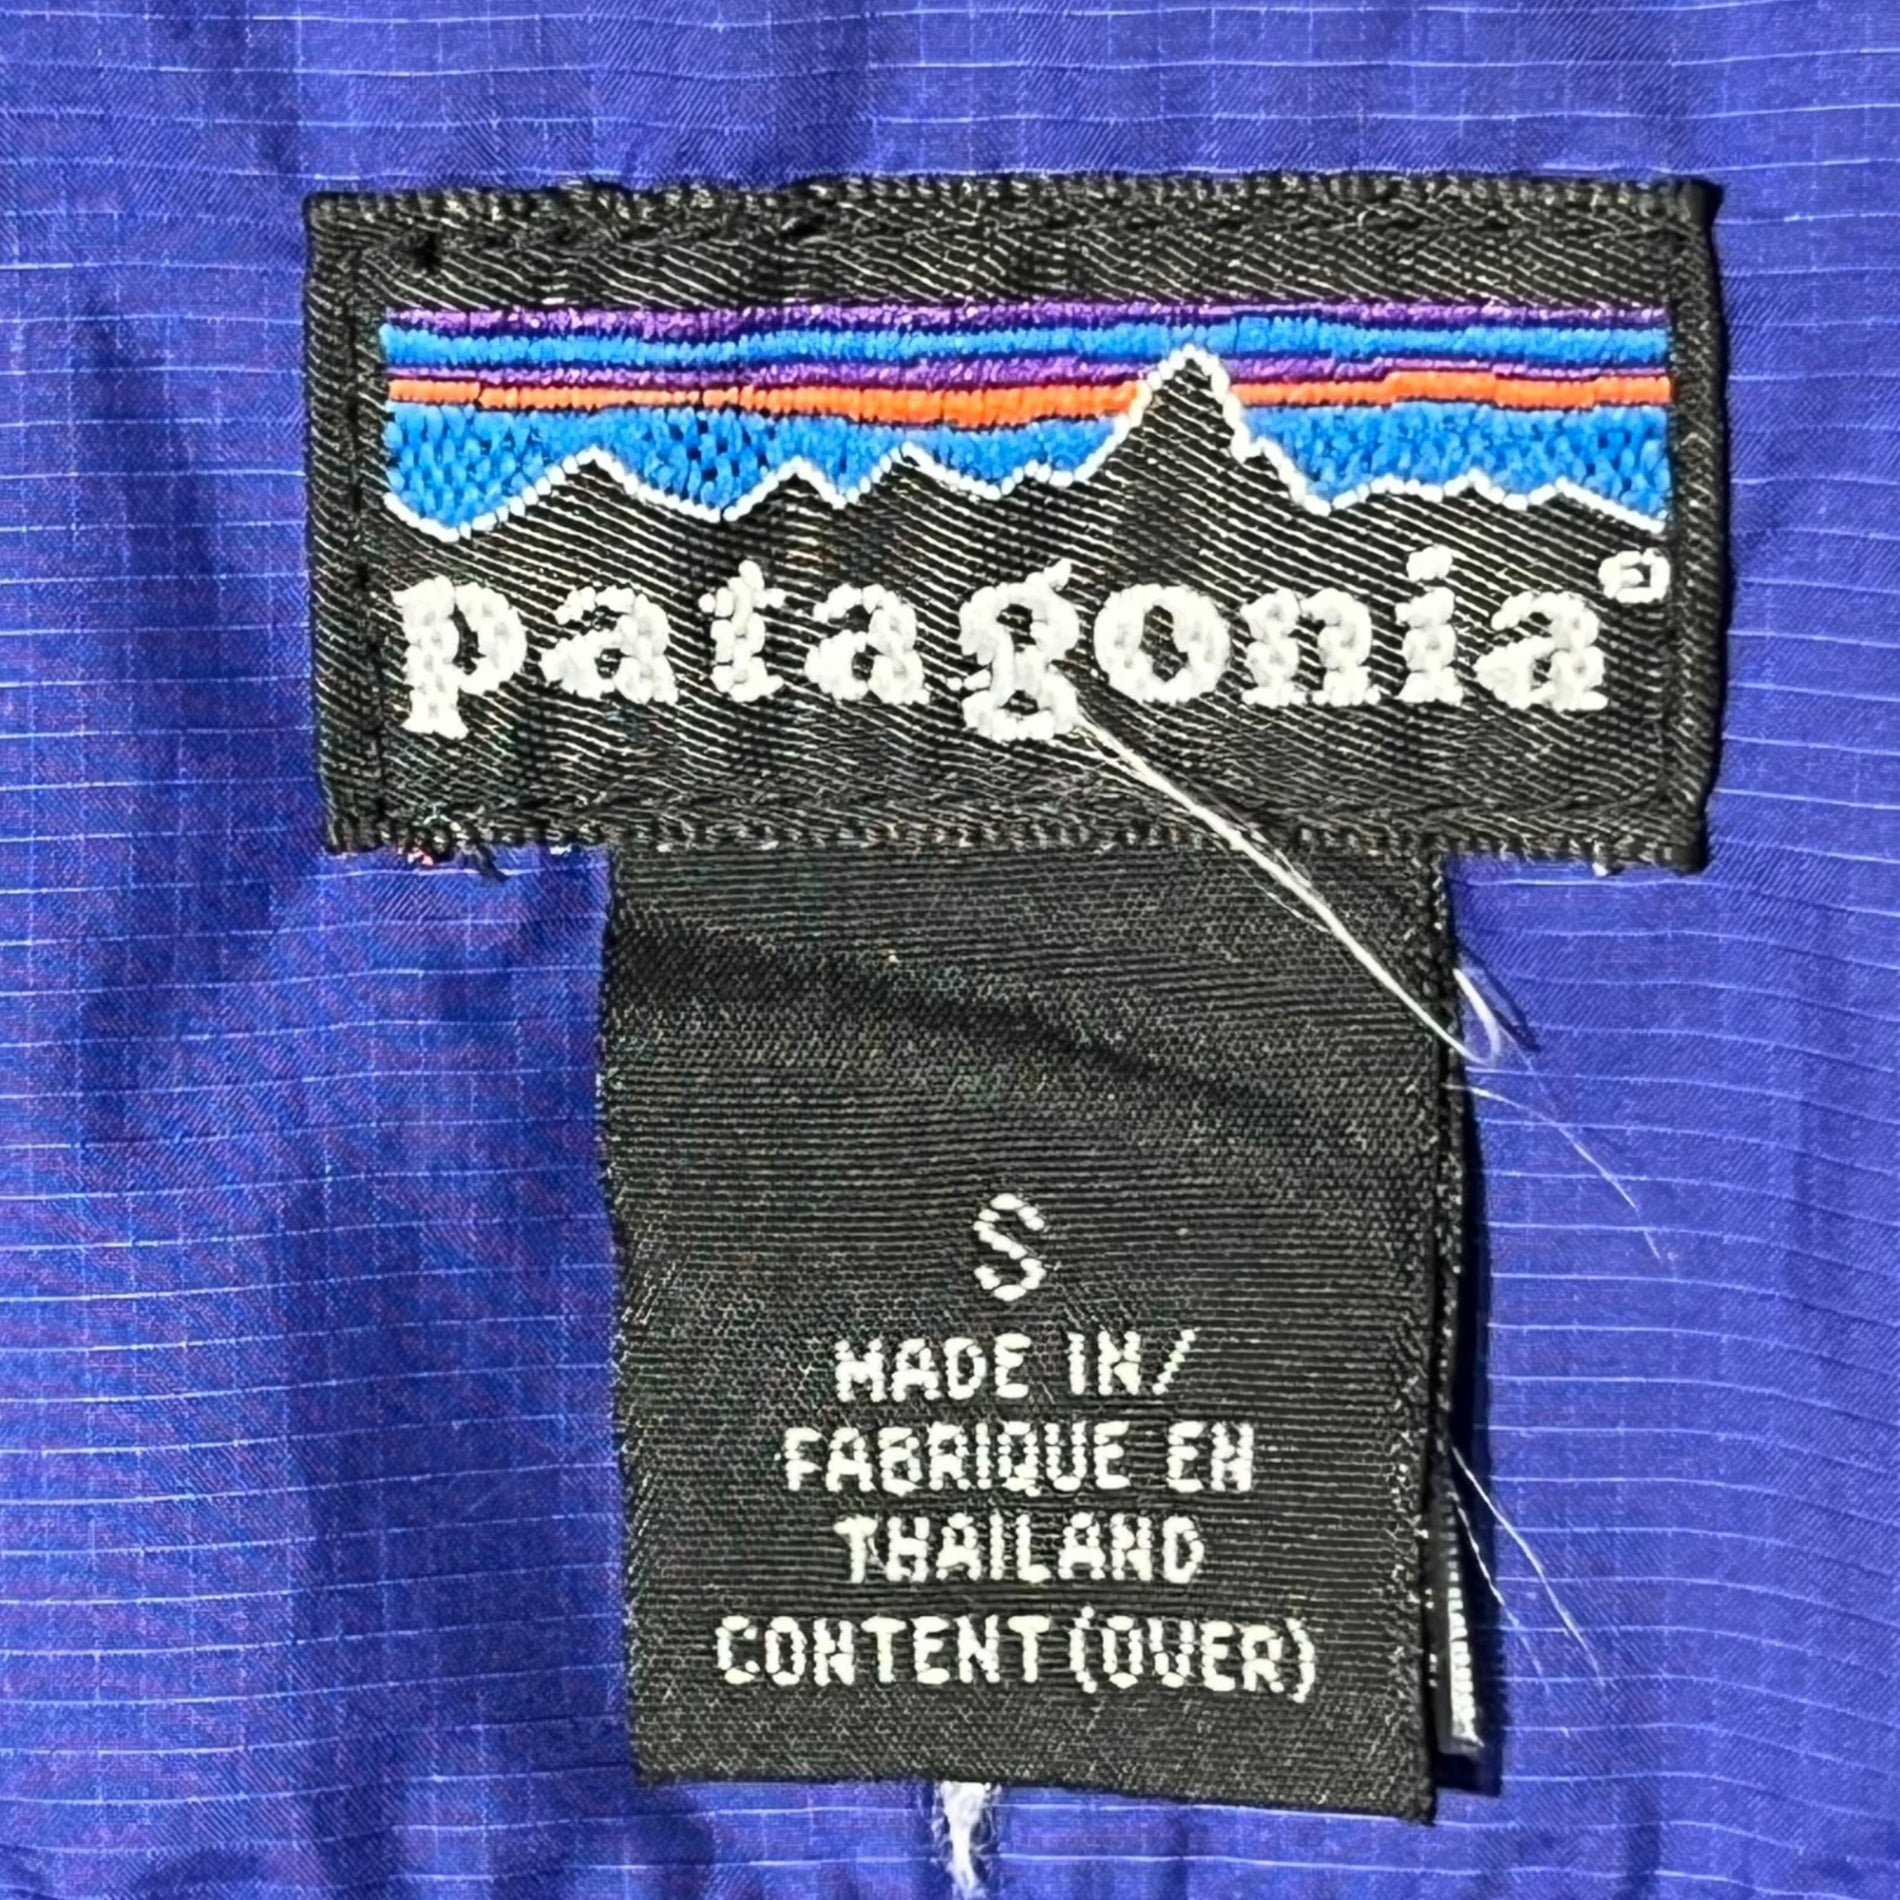 patagonia
S
MADE IN/
FABRIQUE EN
THAILAND
CONTENT (OVER)